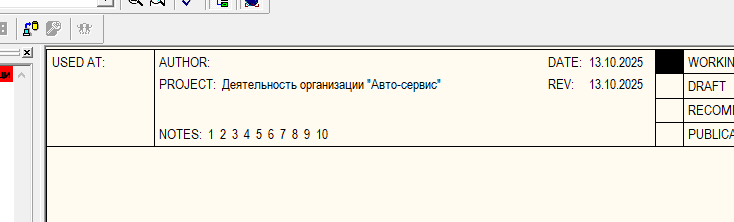 USED AT:
AUTHOR:
DATE: 13.10.2025
PROJECT: Деятельность организации "Авто-сервис"
REV: 13.10.2025
NOTES: 1 2 3 4 5 6 7 8 9 10
WORKIN
DRAFT
RECOM
PUBLICA